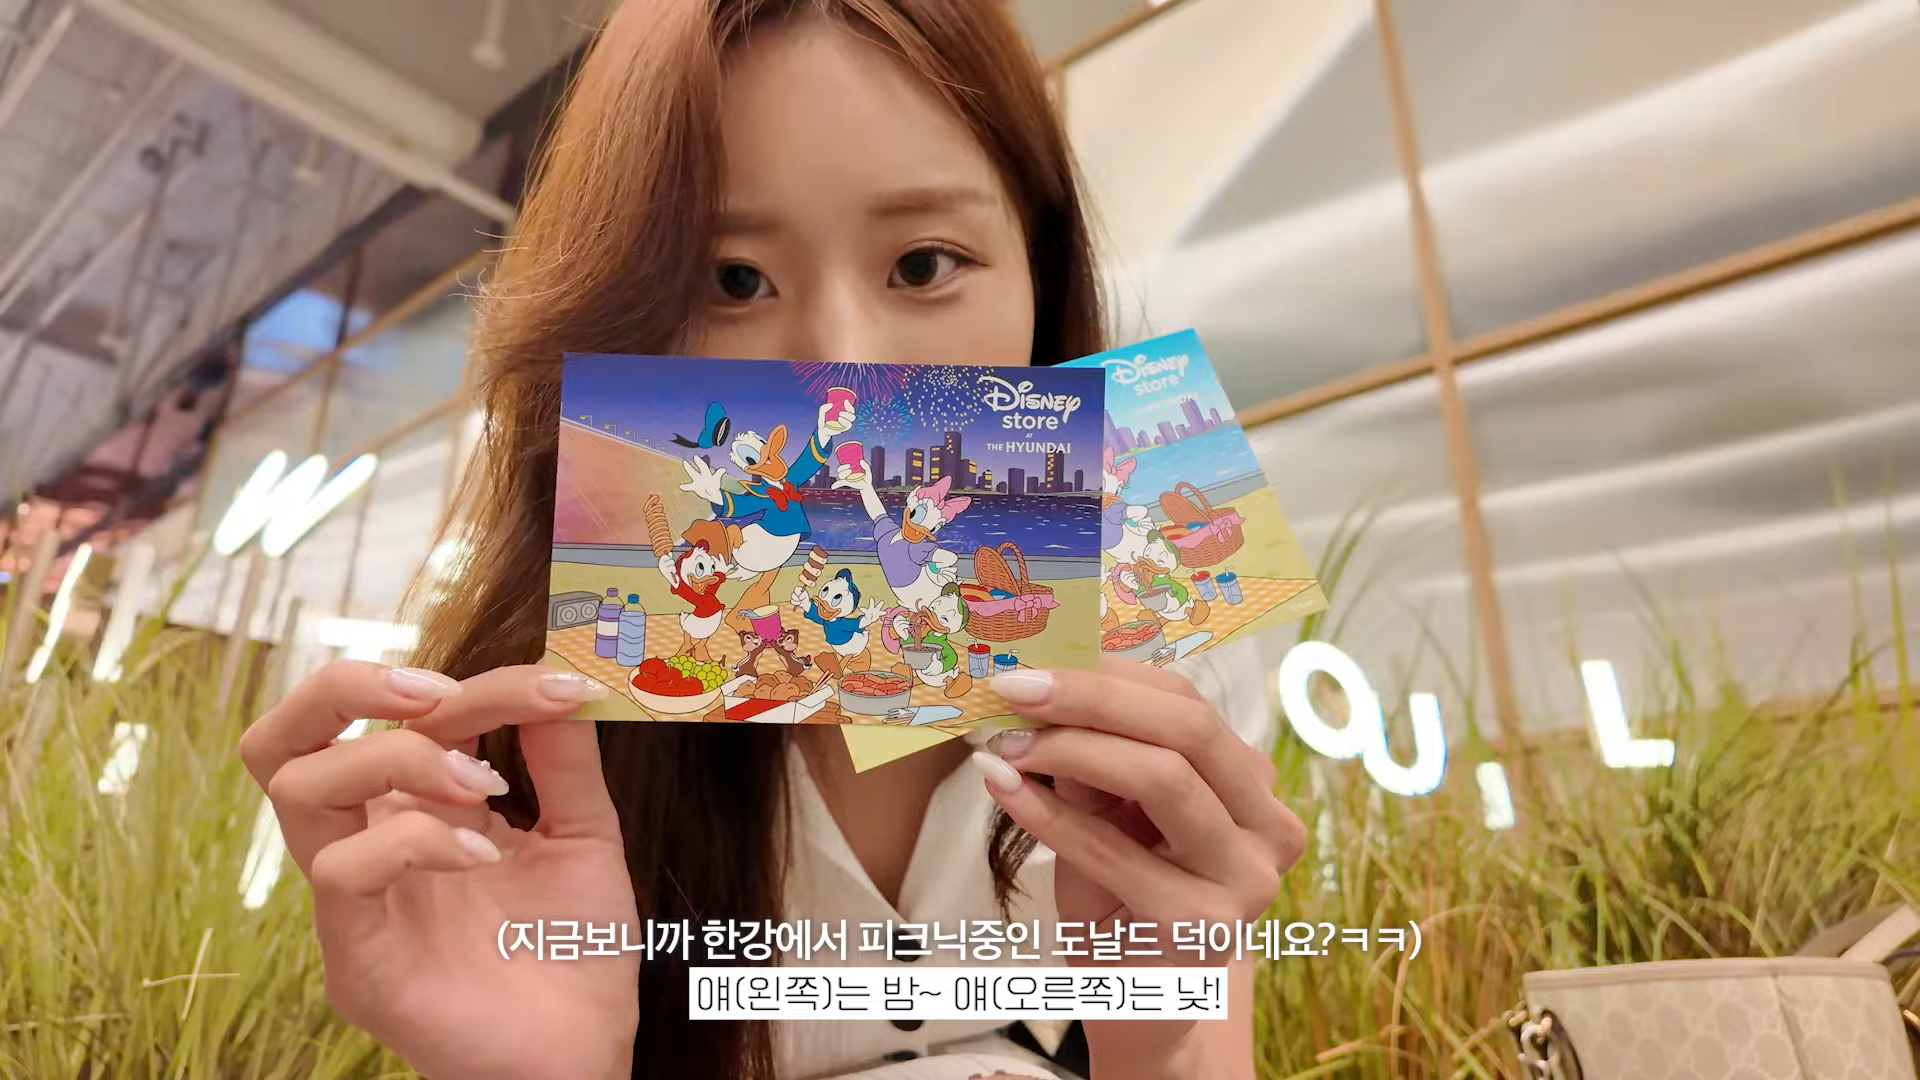 Disney
store
AT
THE HYUNDAI
Disney
store
W
OU
L
(지금보니까 한강에서 피크닉중인 도날드 덕이네요?ㅋㅋ)
얘(왼쪽)는 밤~ 얘(오른쪽)는 낮!